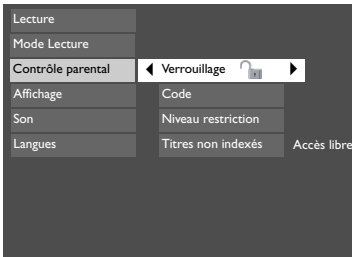 Lecture
Mode Lecture
Contrôle parental Verrouillage
Affichage Code
Son Niveau restriction
Langues Titres non indexés Accès libre